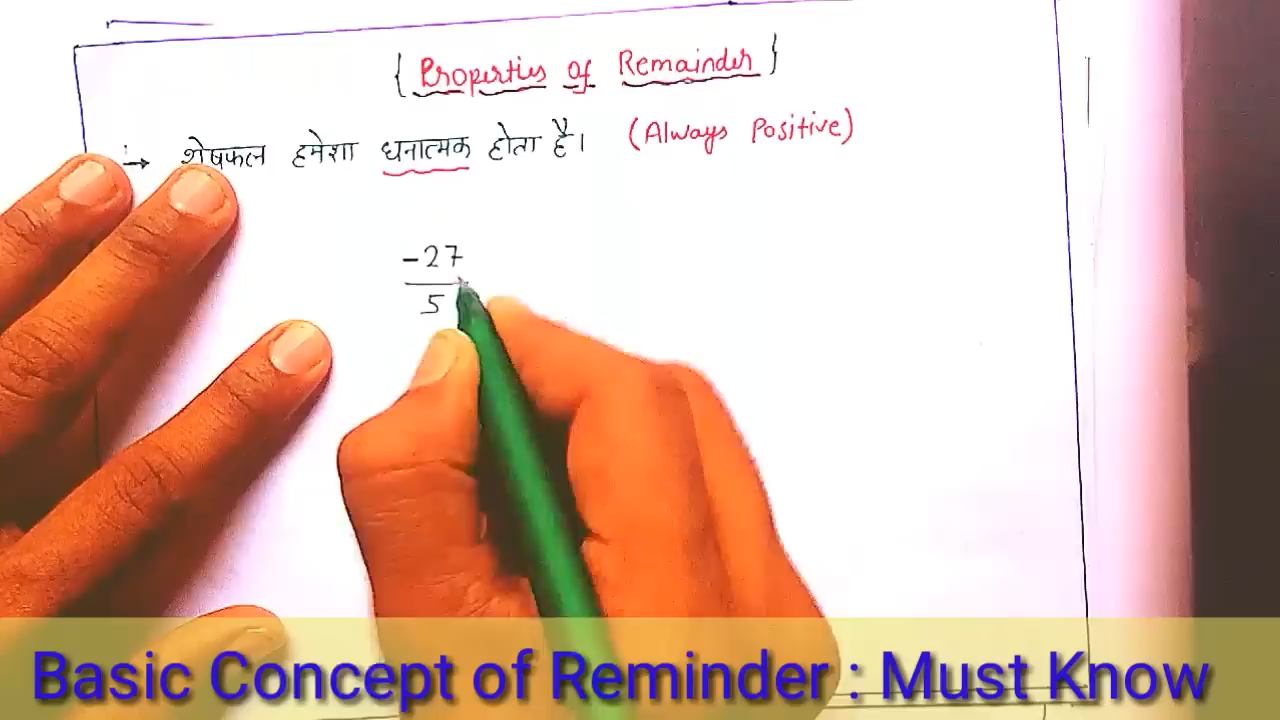 { Properties of Remainder }
→ शेषफल हमेशा धनात्मक होता है। (Always Positive)
-27
5
Basic Concept of Reminder : Must Know